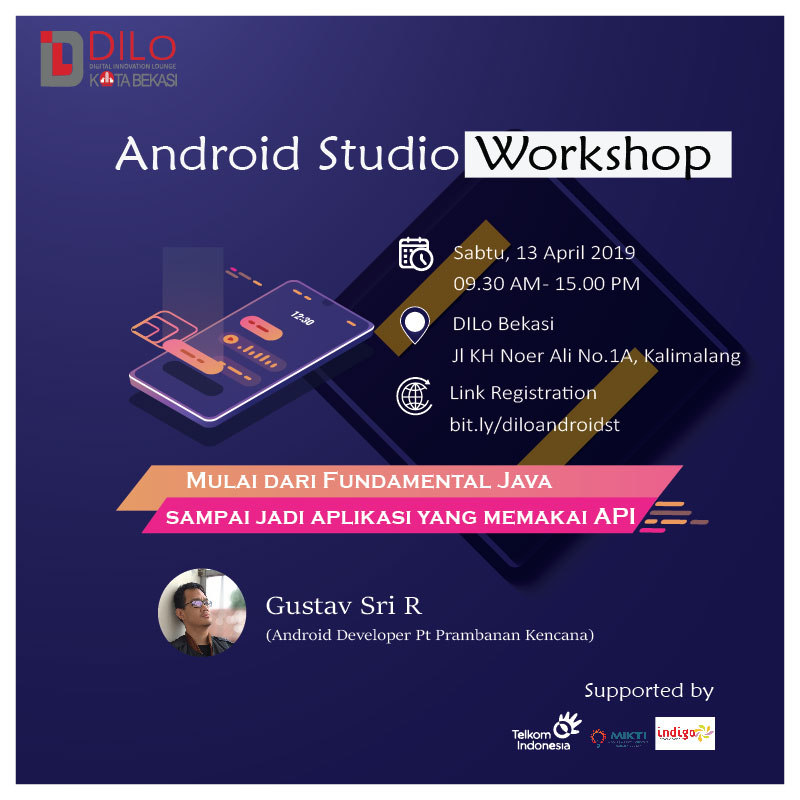 DILo
DIGITAL INNOVATION LOUNGE
KOTA BEKASI
Android Studio Workshop
Sabtu, 13 April 2019
09.30 AM- 15.00 PM
12:30
DILo Bekasi
Jl KH Noer Ali No.1A, Kalimalang
Link Registration
bit.ly/diloandroidst
MULAI DARI FUNDAMENTAL JAVA
SAMPAI JADI APLIKASI YANG MEMAKAI API
Gustav Sri R
(Android Developer Pt Prambanan Kencana)
Supported by
Telkom
Indonesia
MIKTI
indigo